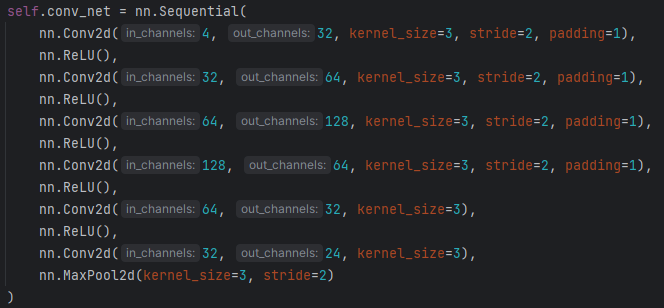 self.conv_net = nn.Sequential(
nn.Conv2d(in_channels: 4, out_channels: 32, kernel_size=3, stride=2, padding=1),
nn.ReLU(),
nn.Conv2d(in_channels: 32, out_channels: 64, kernel_size=3, stride=2, padding=1),
nn.ReLU(),
nn.Conv2d(in_channels: 64, out_channels: 128, kernel_size=3, stride=2, padding=1),
nn.ReLU(),
nn.Conv2d(in_channels: 128, out_channels: 64, kernel_size=3, stride=2, padding=1),
nn.ReLU(),
nn.Conv2d(in_channels: 64, out_channels: 32, kernel_size=3),
nn.ReLU(),
nn.Conv2d(in_channels: 32, out_channels: 24, kernel_size=3),
nn.MaxPool2d(kernel_size=3, stride=2)
)